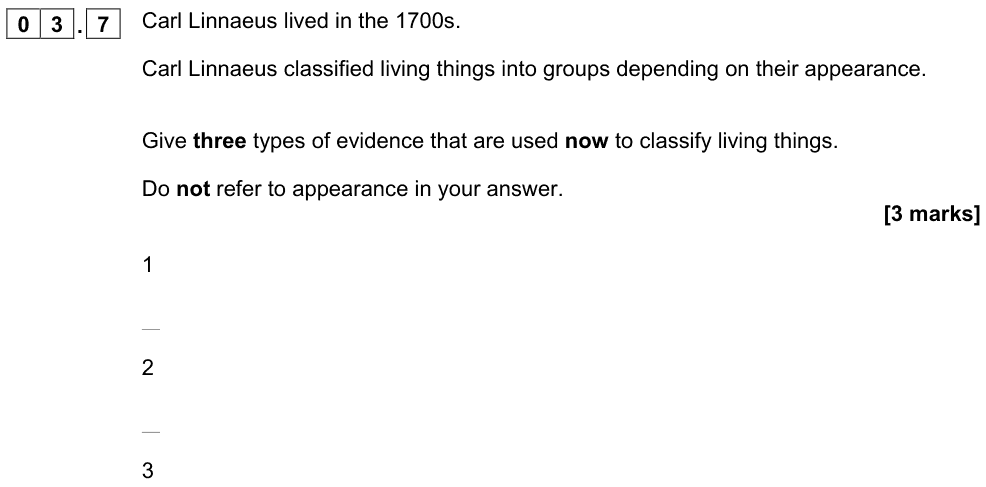 03.7 Carl Linnaeus lived in the 1700s.
Carl Linnaeus classified living things into groups depending on their appearance.
Give three types of evidence that are used now to classify living things.
Do not refer to appearance in your answer.
[3 marks]
1
2
3